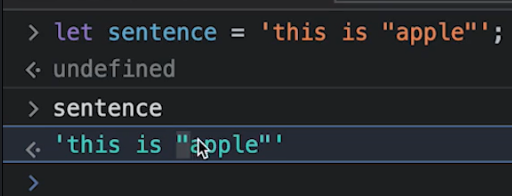 > let sentence = 'this is "apple"';
<· undefined
> sentence
<· 'this is "apple"'
>